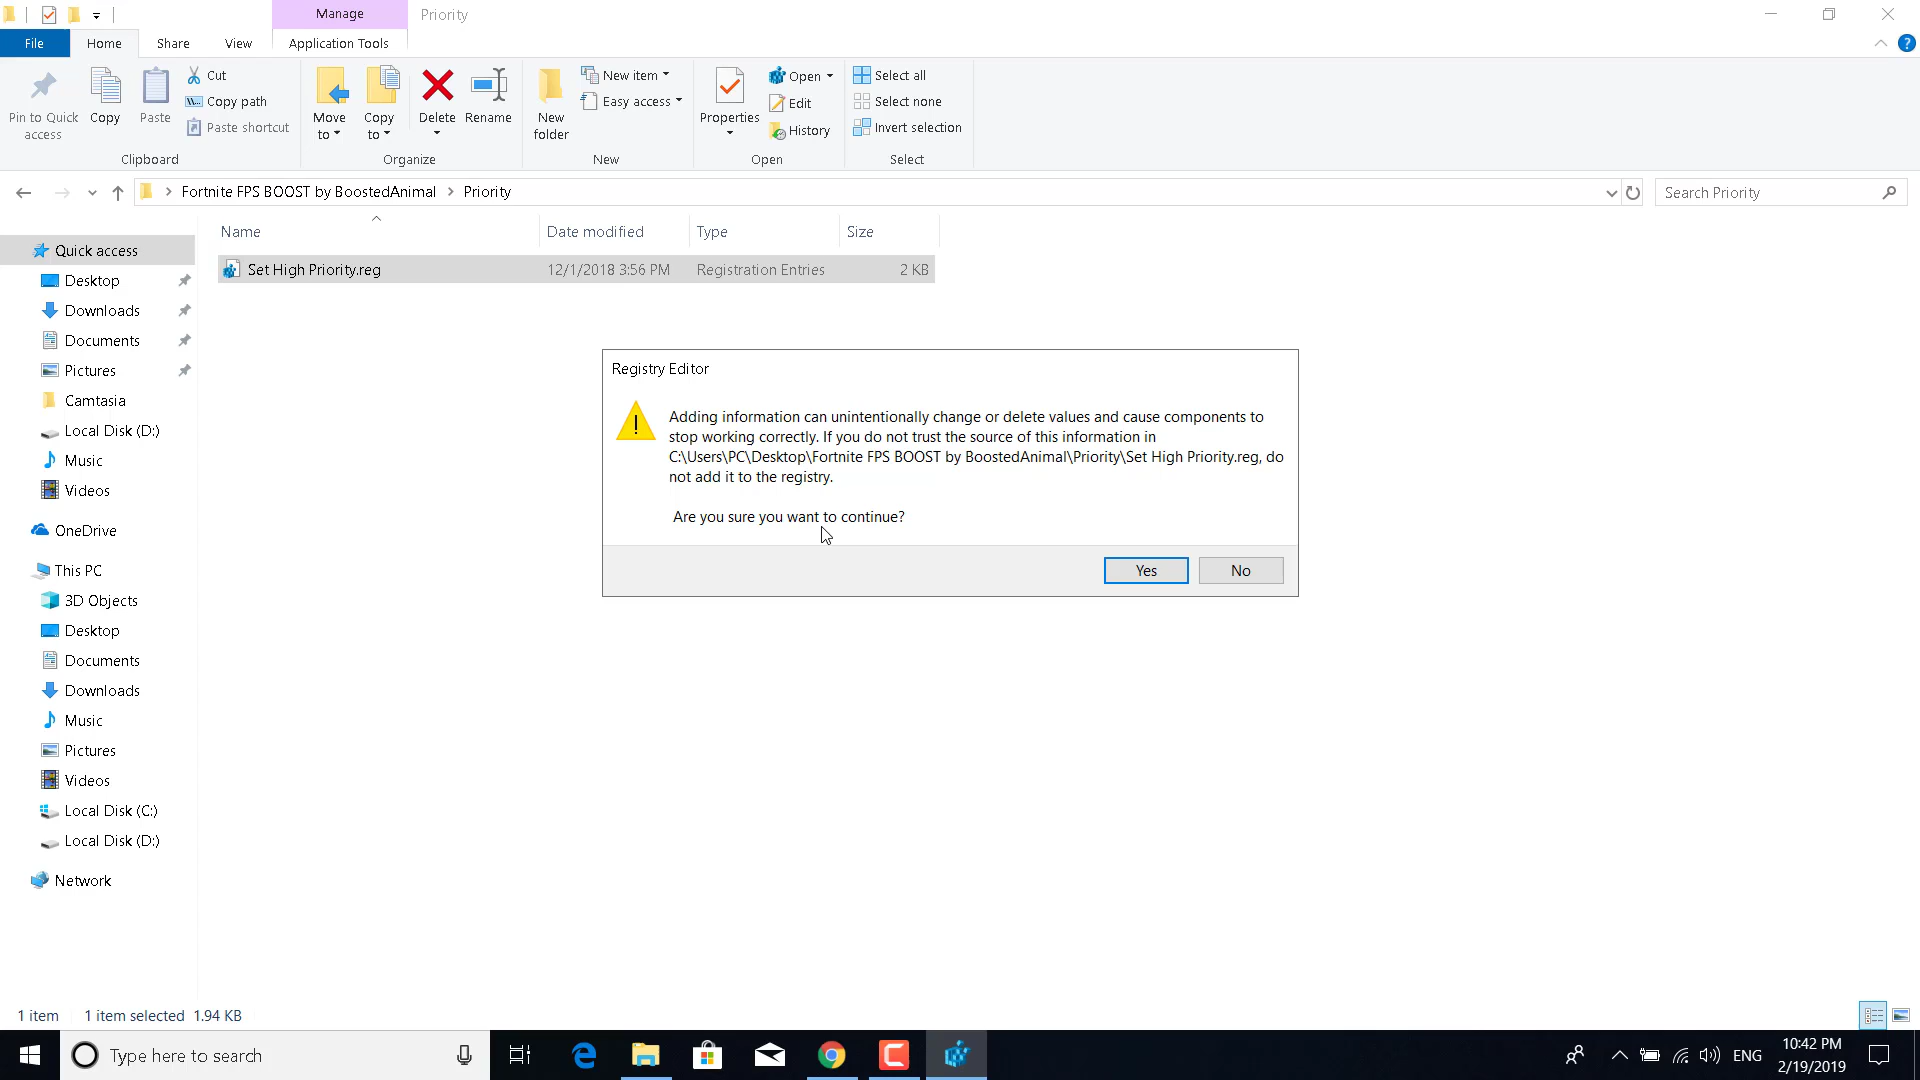 Manage
Priority
File
Home
Share
View
Application Tools
Pin to Quick access
Copy
Paste
Cut
Copy path
Paste shortcut
Clipboard
Move to
Copy to
Delete
Rename
Organize
New folder
New item
Easy access
New
Properties
Open
Edit
History
Open
Select all
Select none
Invert selection
Select
Fortnite FPS BOOST by BoostedAnimal
Priority
Search Priority
Name
Date modified
Type
Size
Set High Priority.reg
12/1/2018 3:56 PM
Registration Entries
2 KB
Quick access
Desktop
Downloads
Documents
Pictures
Camtasia
Local Disk (D:)
Music
Videos
OneDrive
This PC
3D Objects
Desktop
Documents
Downloads
Music
Pictures
Videos
Local Disk (C:)
Local Disk (D:)
Network
Registry Editor
Adding information can unintentionally change or delete values and cause components to
stop working correctly. If you do not trust the source of this information in
C:\Users\PC\Desktop\Fortnite FPS BOOST by BoostedAnimal\Priority\Set High Priority.reg, do
not add it to the registry.
Are you sure you want to continue?
Yes
No
1 item
1 item selected 1.94 KB
Type here to search
ENG
10:42 PM
2/19/2019